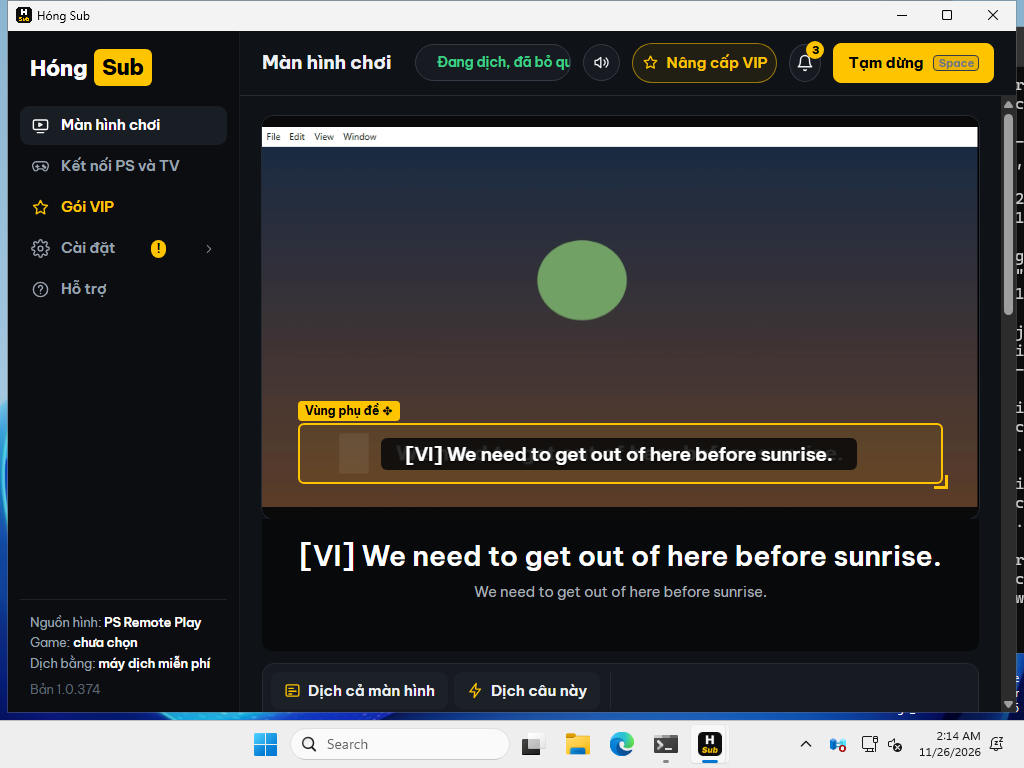 Hóng Sub
Hóng Sub
Màn hình chơi
Đang dịch, đã bỏ qu
Nâng cấp VIP
3
Tạm dừng Space
Màn hình chơi
Kết nối PS và TV
Gói VIP
Cài đặt !
Hỗ trợ
File Edit View Window
Vùng phụ đề
[VI] We need to get out of here before sunrise.
[VI] We need to get out of here before sunrise.
We need to get out of here before sunrise.
Dịch cả màn hình
Dịch câu này
Nguồn hình: PS Remote Play
Game: chưa chọn
Dịch bằng: máy dịch miễn phí
Bản 1.0.374
Search
H Sub
2:14 AM
11/26/2026